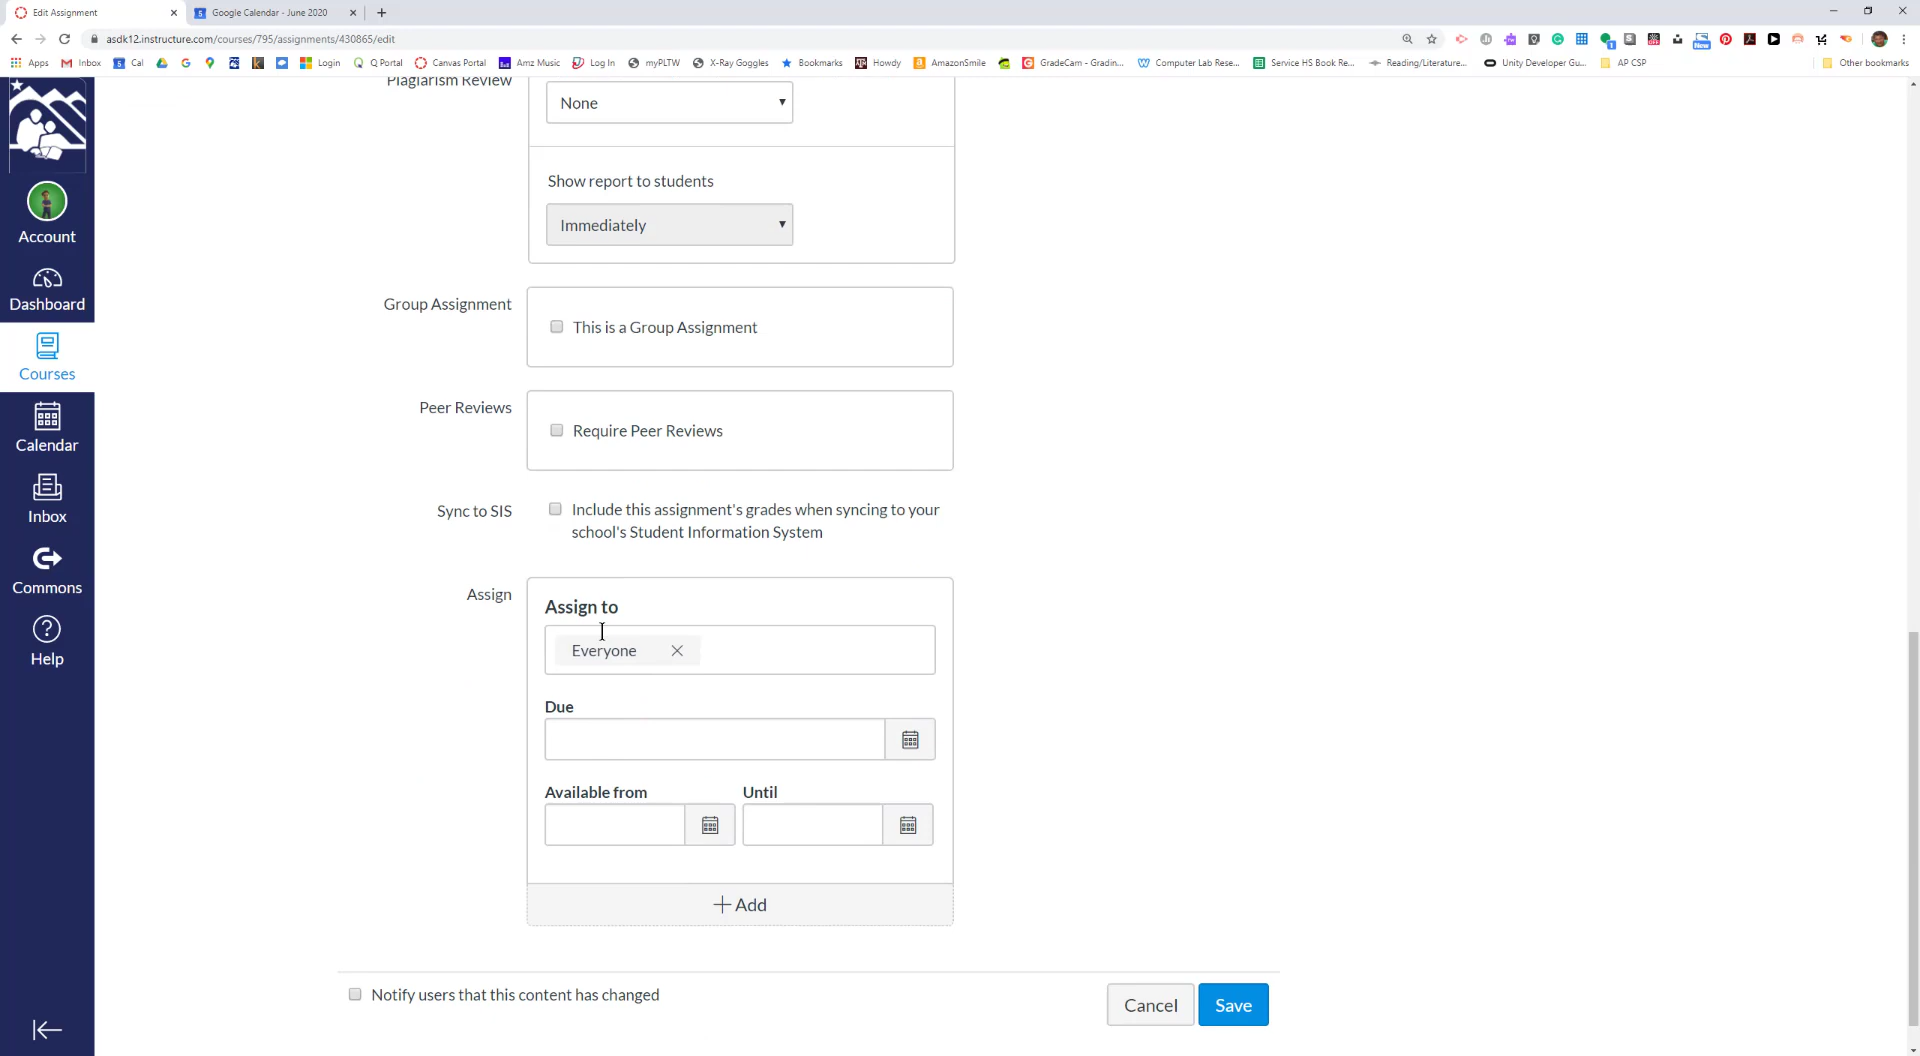 Edit Assignment
Google Calendar - June 2020
asdk12.instructure.com/courses/795/assignments/430865/edit
Apps
Inbox
Cal
Login
Q Portal
Canvas Portal
Amz Music
Log In
myPLTW
X-Ray Goggles
Bookmarks
Howdy
AmazonSmile
GradeCam - Gradin...
Computer Lab Rese...
Service HS Book Re...
Reading/Literature...
Unity Developer Gu...
AP CSP
Other bookmarks
Account
Dashboard
Courses
Calendar
Inbox
Commons
Help
Plagiarism Review
None
Show report to students
Immediately
Group Assignment
This is a Group Assignment
Peer Reviews
Require Peer Reviews
Sync to SIS
Include this assignment's grades when syncing to your
school's Student Information System
Assign
Assign to
Everyone
Due
Available from
Until
+ Add
Notify users that this content has changed
Cancel
Save